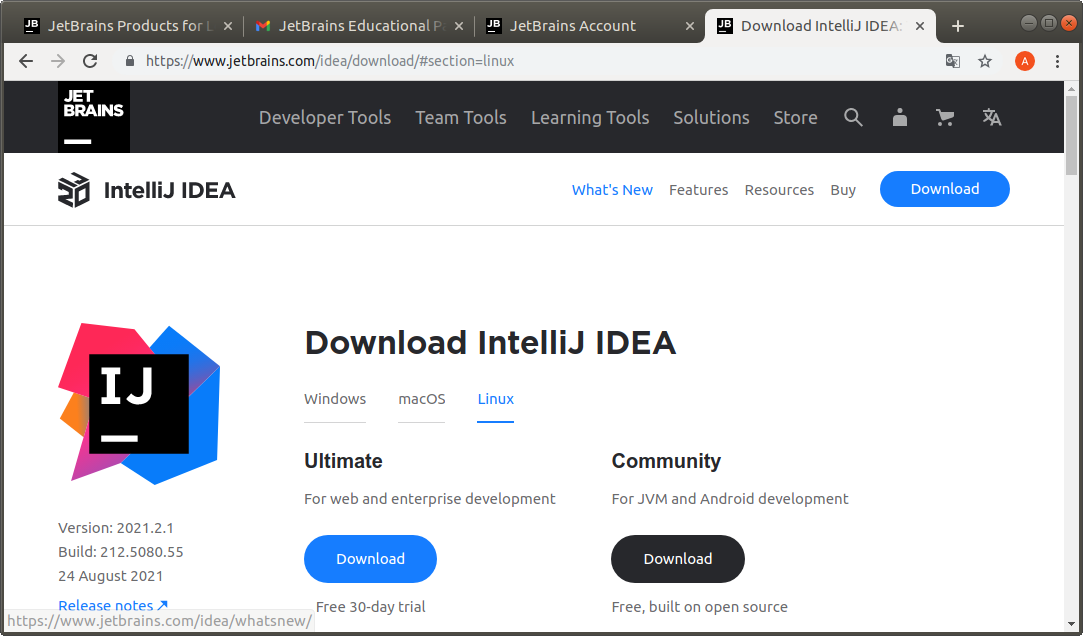 JB JetBrains Products for L
JetBrains Educational P
JB JetBrains Account
JB Download IntelliJ IDEA:
https://www.jetbrains.com/idea/download/#section=linux
A
JET
BRAINS
Developer Tools Team Tools Learning Tools Solutions Store
IntelliJ IDEA
What's New Features Resources Buy Download
IJ
Download IntelliJ IDEA
Windows macOS Linux
Ultimate
For web and enterprise development
Download
Free 30-day trial
Community
For JVM and Android development
Download
Free, built on open source
Version: 2021.2.1
Build: 212.5080.55
24 August 2021
Release notes ↗
https://www.jetbrains.com/idea/whatsnew/